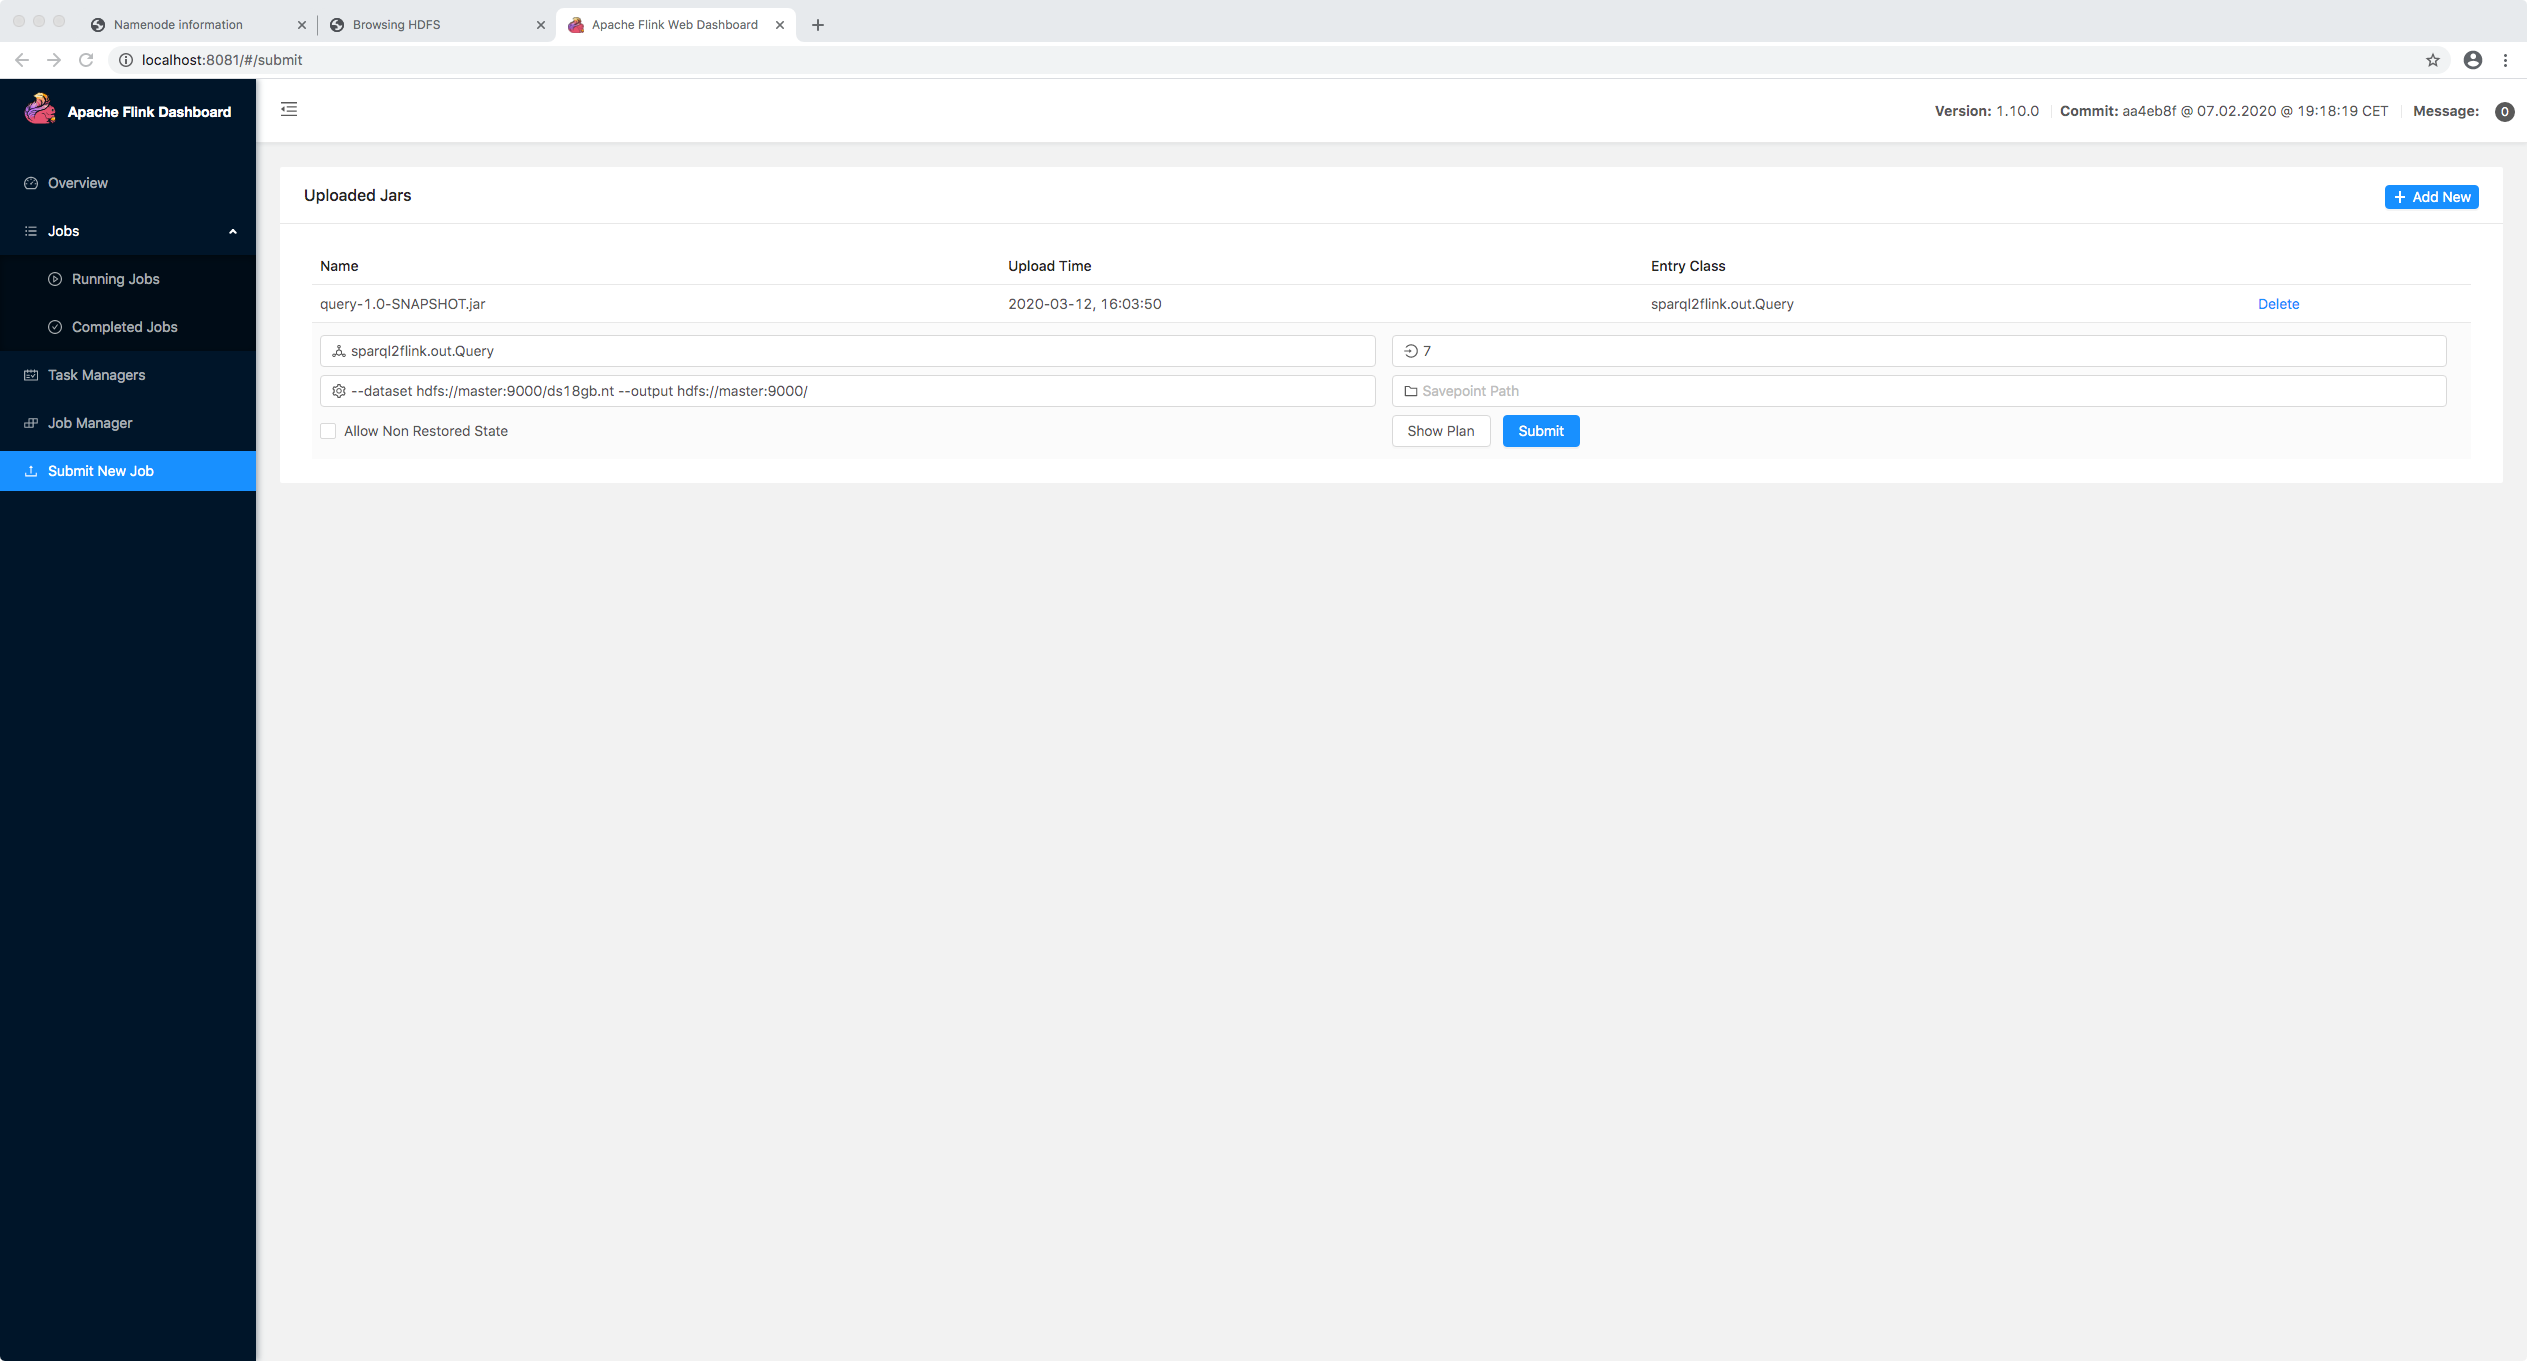 Namenode information
Browsing HDFS
Apache Flink Web Dashboard
localhost:8081/#/submit
Apache Flink Dashboard
Version: 1.10.0 Commit: aa4eb8f @ 07.02.2020 @ 19:18:19 CET Message: 0
Overview
Jobs
Running Jobs
Completed Jobs
Task Managers
Job Manager
Submit New Job
Uploaded Jars
Add New
Name Upload Time Entry Class
query-1.0-SNAPSHOT.jar 2020-03-12, 16:03:50 sparql2flink.out.Query Delete
sparql2flink.out.Query 7
--dataset hdfs://master:9000/ds18gb.nt --output hdfs://master:9000/ Savepoint Path
Allow Non Restored State Show Plan Submit